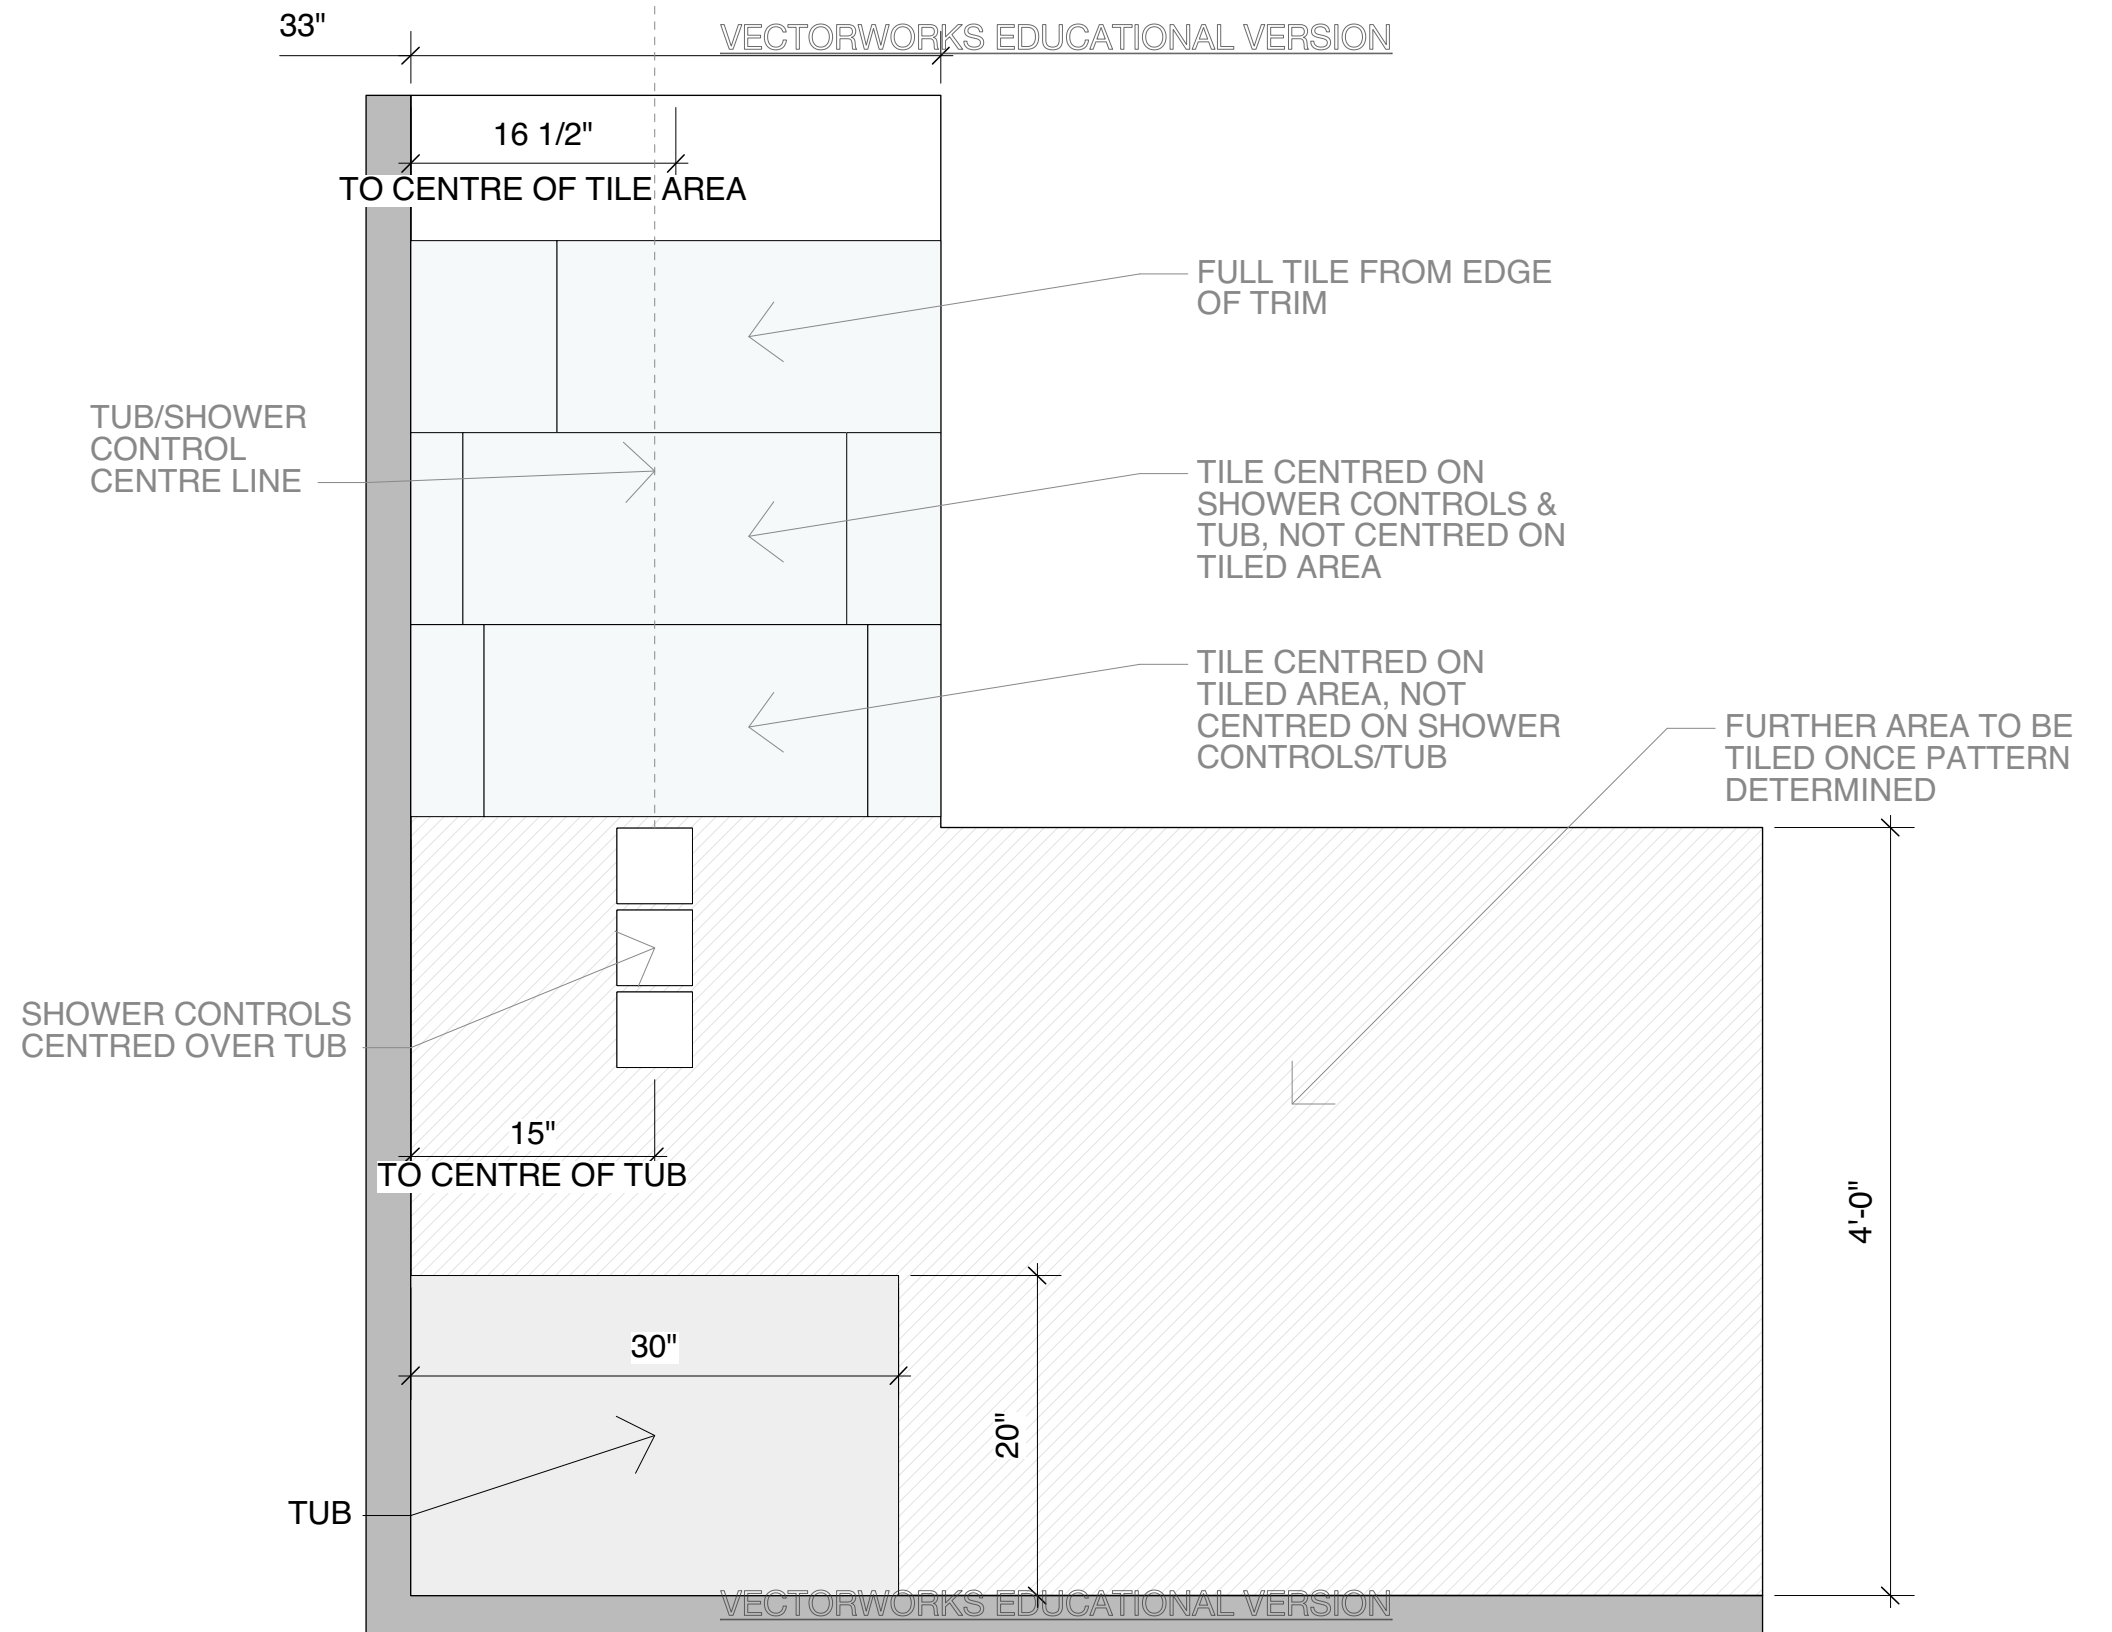 33"
VECTORWORKS EDUCATIONAL VERSION
16 1/2"
TO CENTRE OF TILE AREA
FULL TILE FROM EDGE
OF TRIM
TUB/SHOWER
CONTROL
CENTRE LINE
TILE CENTRED ON
SHOWER CONTROLS &
TUB, NOT CENTRED ON
TILED AREA
TILE CENTRED ON
TILED AREA, NOT
CENTRED ON SHOWER
CONTROLS/TUB
FURTHER AREA TO BE
TILED ONCE PATTERN
DETERMINED
SHOWER CONTROLS
CENTRED OVER TUB
15"
TO CENTRE OF TUB
4'-0"
30"
20"
TUB
VECTORWORKS EDUCATIONAL VERSION